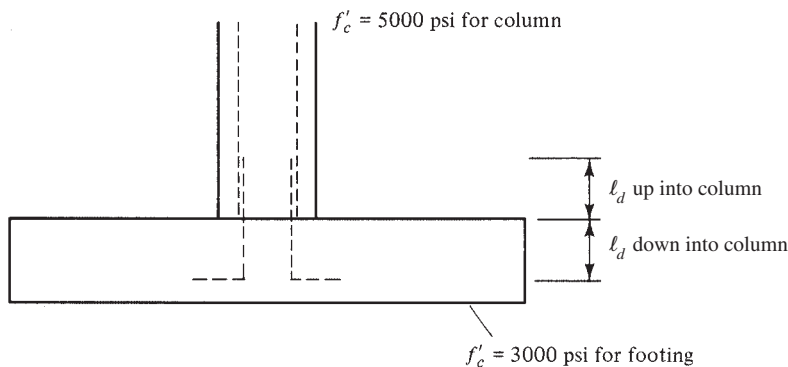 f′c = 5000 psi for column
ℓd up into column
ℓd down into column
f′c = 3000 psi for footing